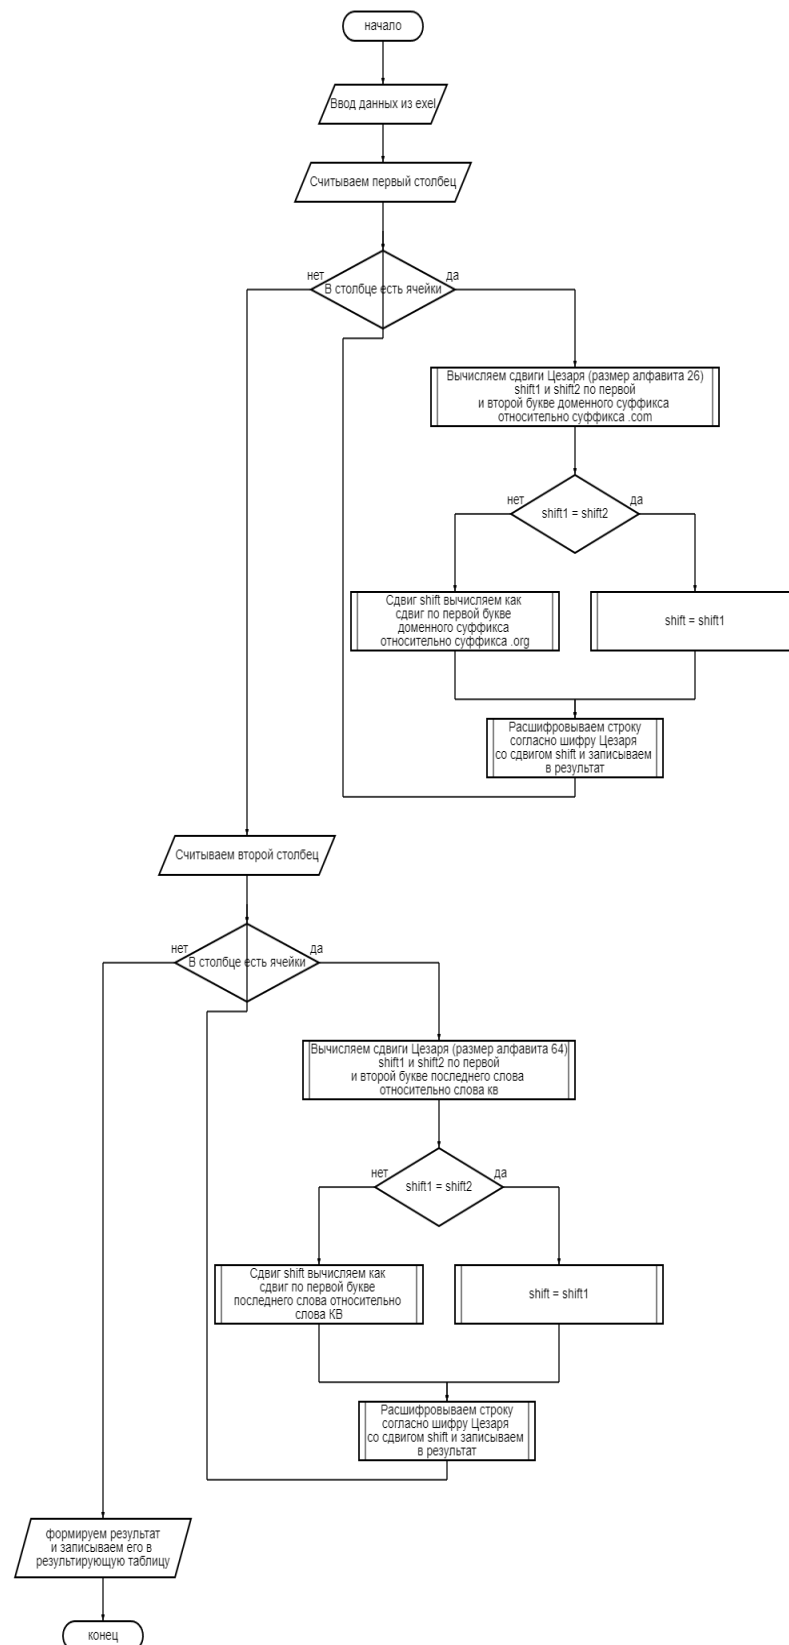 начало
Ввод данных из exel
Считываем первый столбец
нет
да
В столбце есть ячейки
Вычисляем сдвиги Цезаря (размер алфавита 26)
shift1 и shift2 по первой
и второй букве доменного суффикса
относительно суффикса .com
нет
да
shift1 = shift2
Сдвиг shift вычисляем как
сдвиг по первой букве
доменного суффикса
относительно суффикса .org
shift = shift1
Расшифровываем строку
согласно шифру Цезаря
со сдвигом shift и записываем
в результат
Считываем второй столбец
нет
да
В столбце есть ячейки
Вычисляем сдвиги Цезаря (размер алфавита 64)
shift1 и shift2 по первой
и второй букве последнего слова
относительно слова кв
нет
да
shift1 = shift2
Сдвиг shift вычисляем как
сдвиг по первой букве
последнего слова относительно
слова КВ
shift = shift1
Расшифровываем строку
согласно шифру Цезаря
со сдвигом shift и записываем
в результат
формируем результат
и записываем его в
результирующую таблицу
конец